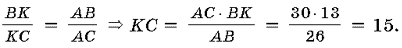 BK/KC = AB/AC ⇒ KC = AC · BK/AB = 30 · 13/26 = 15.